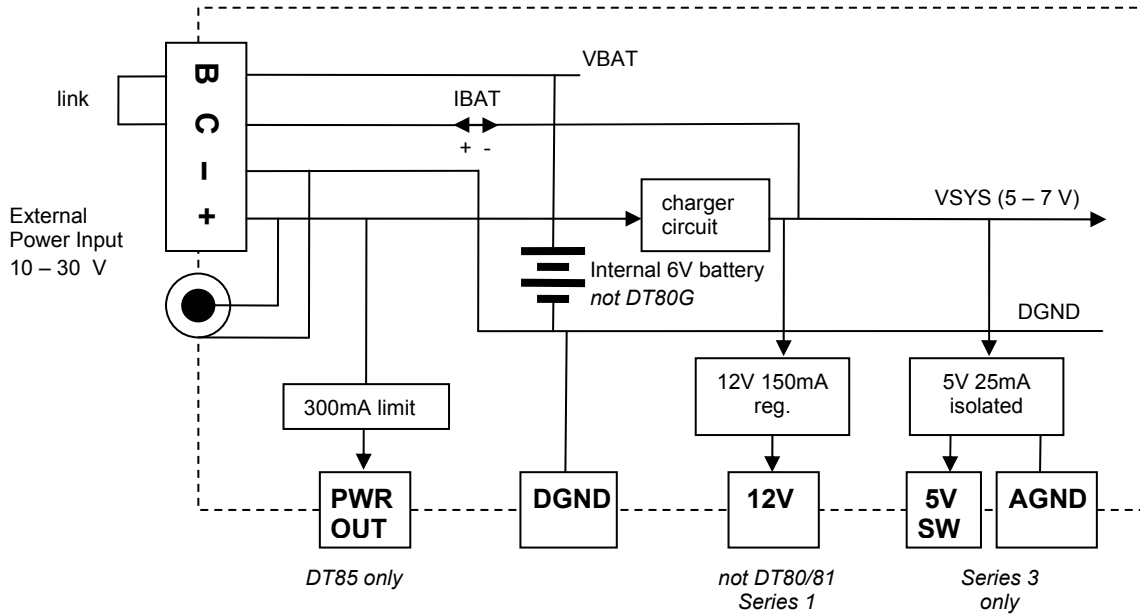 VBAT
B
link
IBAT
C
+ -
–
External
Power Input
10 – 30 V
+
charger
circuit
VSYS (5 – 7 V)
Internal 6V battery
not DT80G
DGND
300mA limit
12V 150mA
reg.
5V 25mA
isolated
PWR
OUT
DGND
12V
5V
SW
AGND
DT85 only
not DT80/81
Series 1
Series 3
only